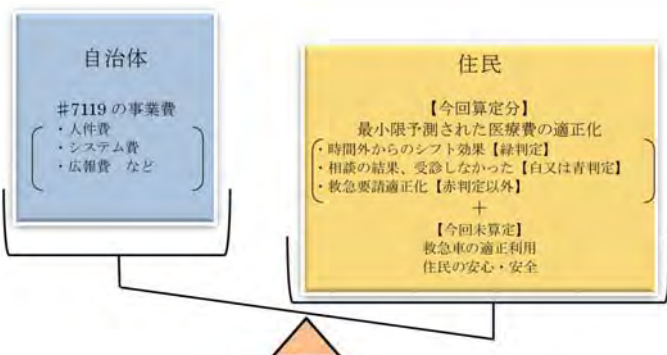 自治体
#7119 の事業費
・人件費
・システム費
・広報費 など
住民
【今回算定分】
最小限予測された医療費の適正化
・時間外からのシフト効果【緑判定】
・相談の結果、受診しなかった【白又は青判定】
・救急要請適正化【赤判定以外】
+
【今回未算定】
救急車の適正利用
住民の安心・安全